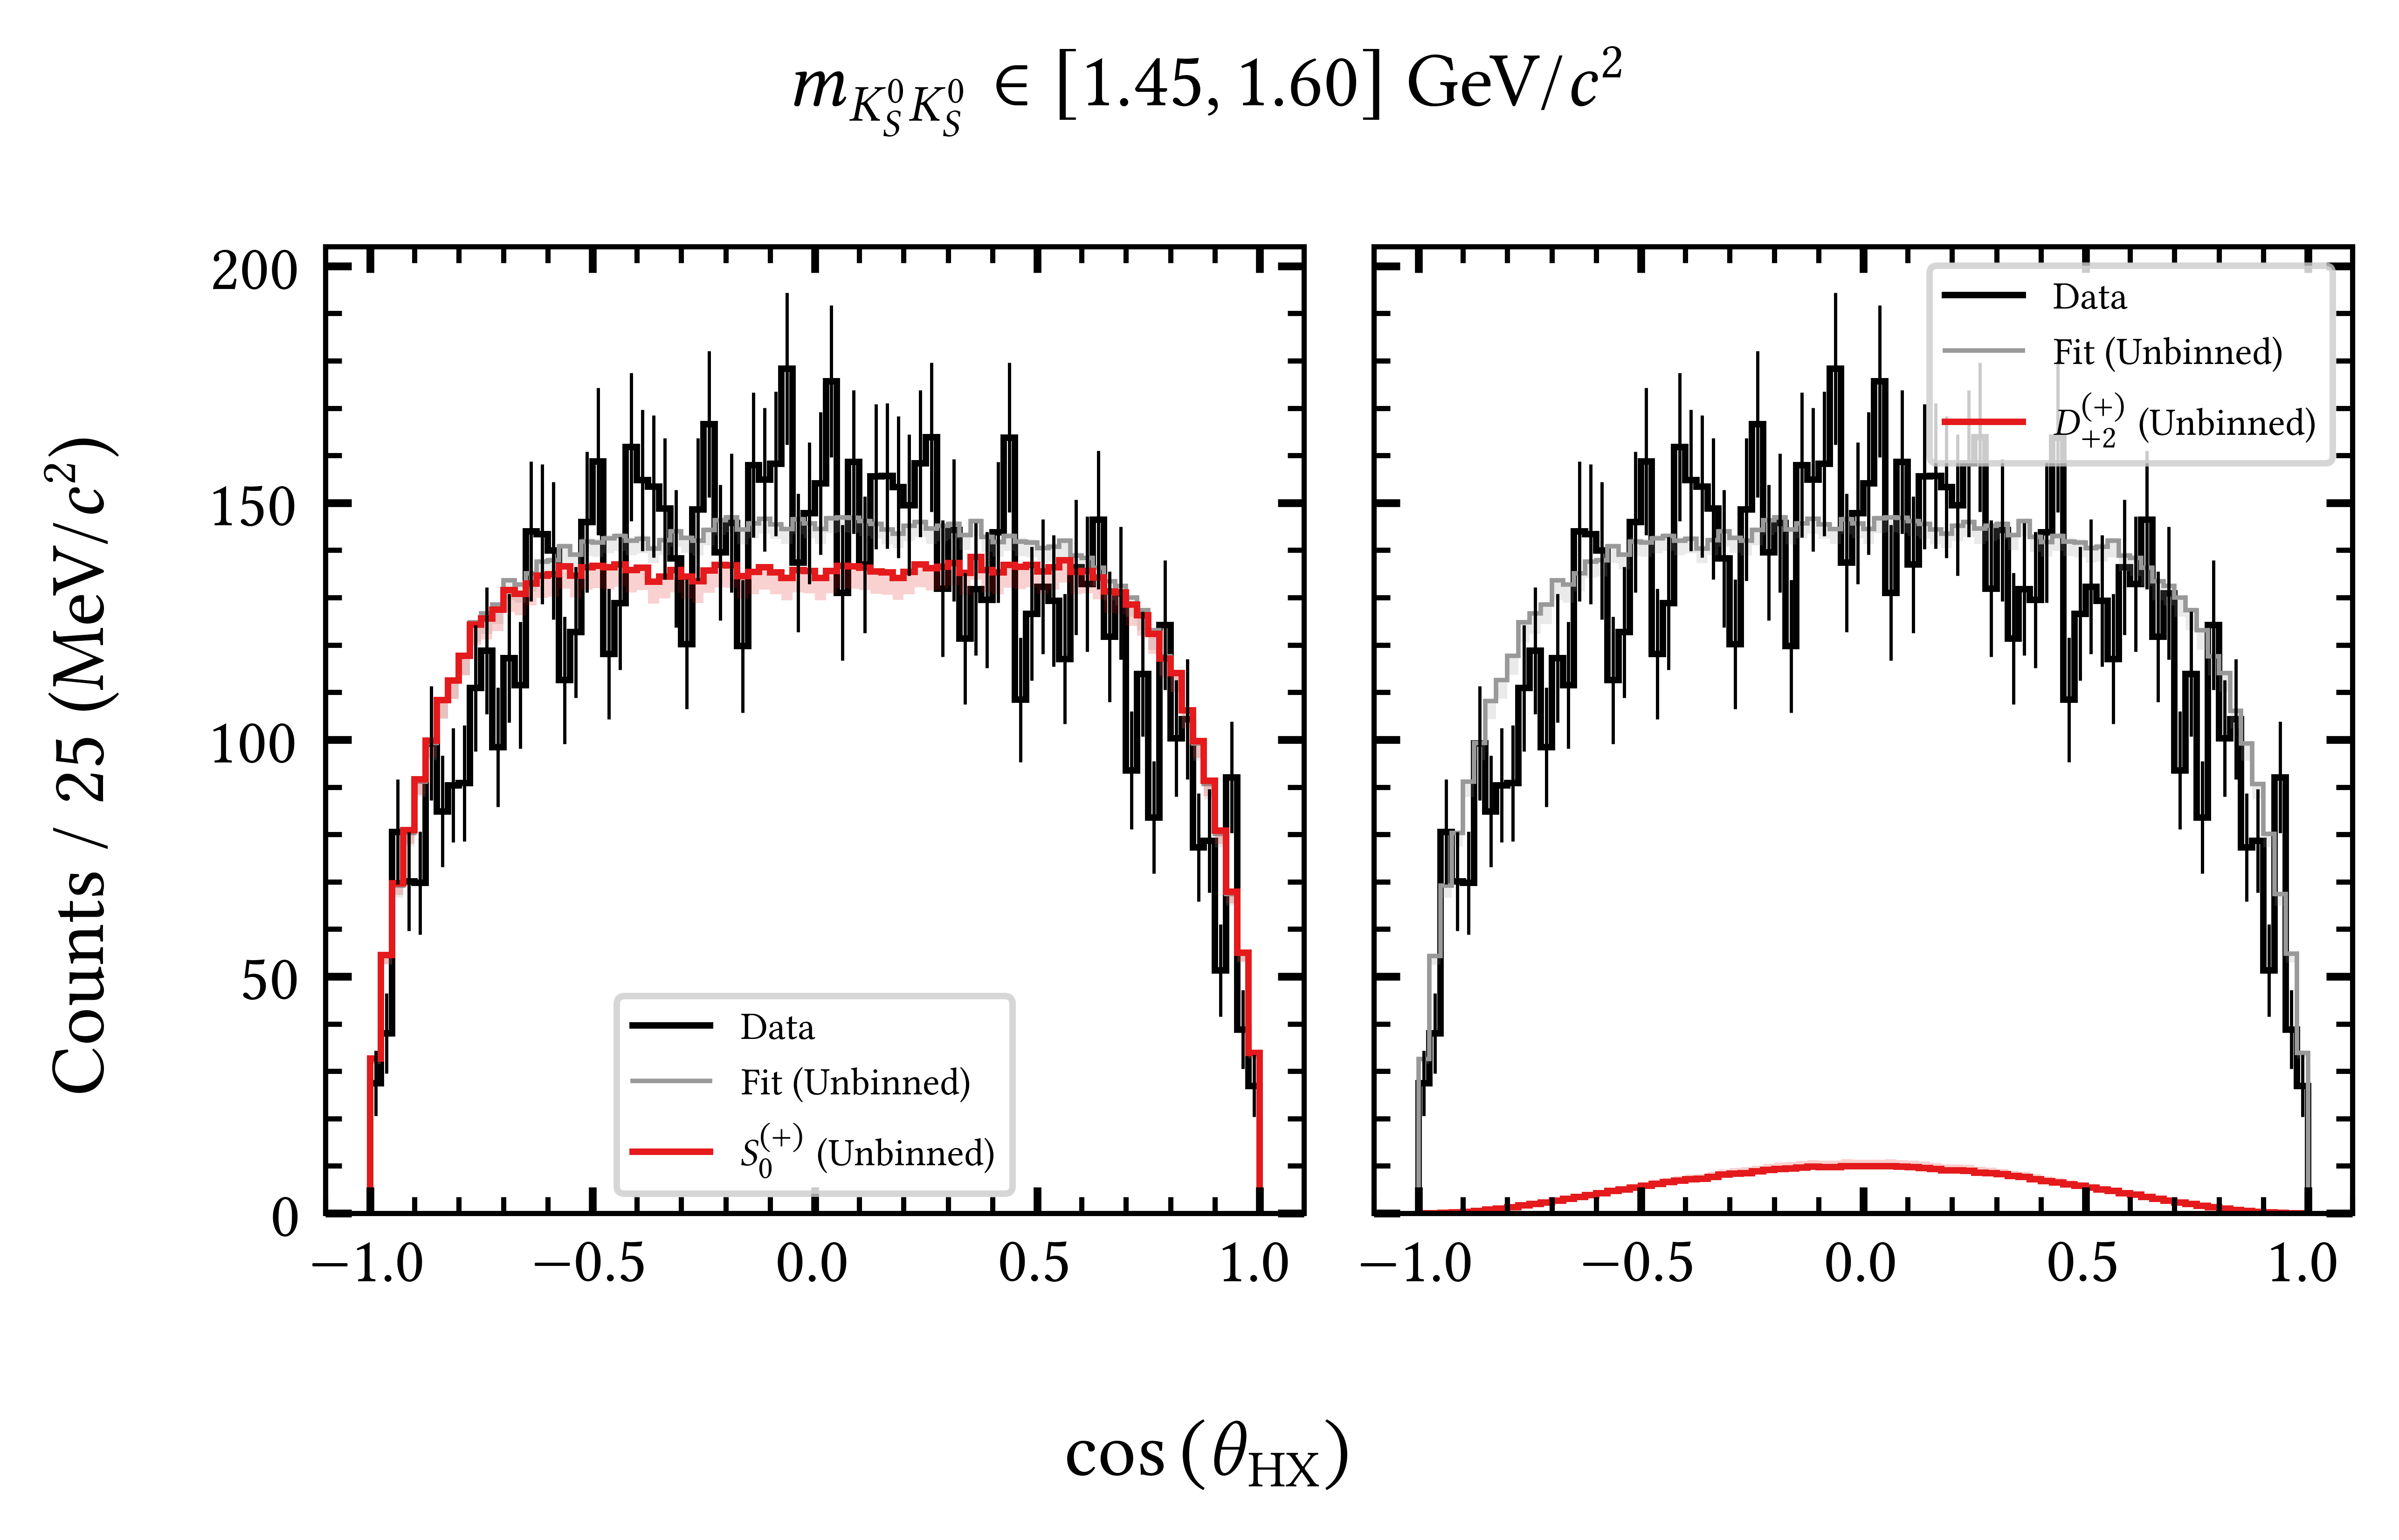 m_{K_S^0 K_S^0} ∈ [1.45, 1.60] GeV/c²
Counts / 25 (MeV/c²)
200
150
100
50
0
Data
Fit (Unbinned)
S_0^{(+)} (Unbinned)
−1.0 −0.5 0.0 0.5 1.0
Data
Fit (Unbinned)
D_{+2}^{(+)} (Unbinned)
−1.0 −0.5 0.0 0.5 1.0
cos (θ_{HX})